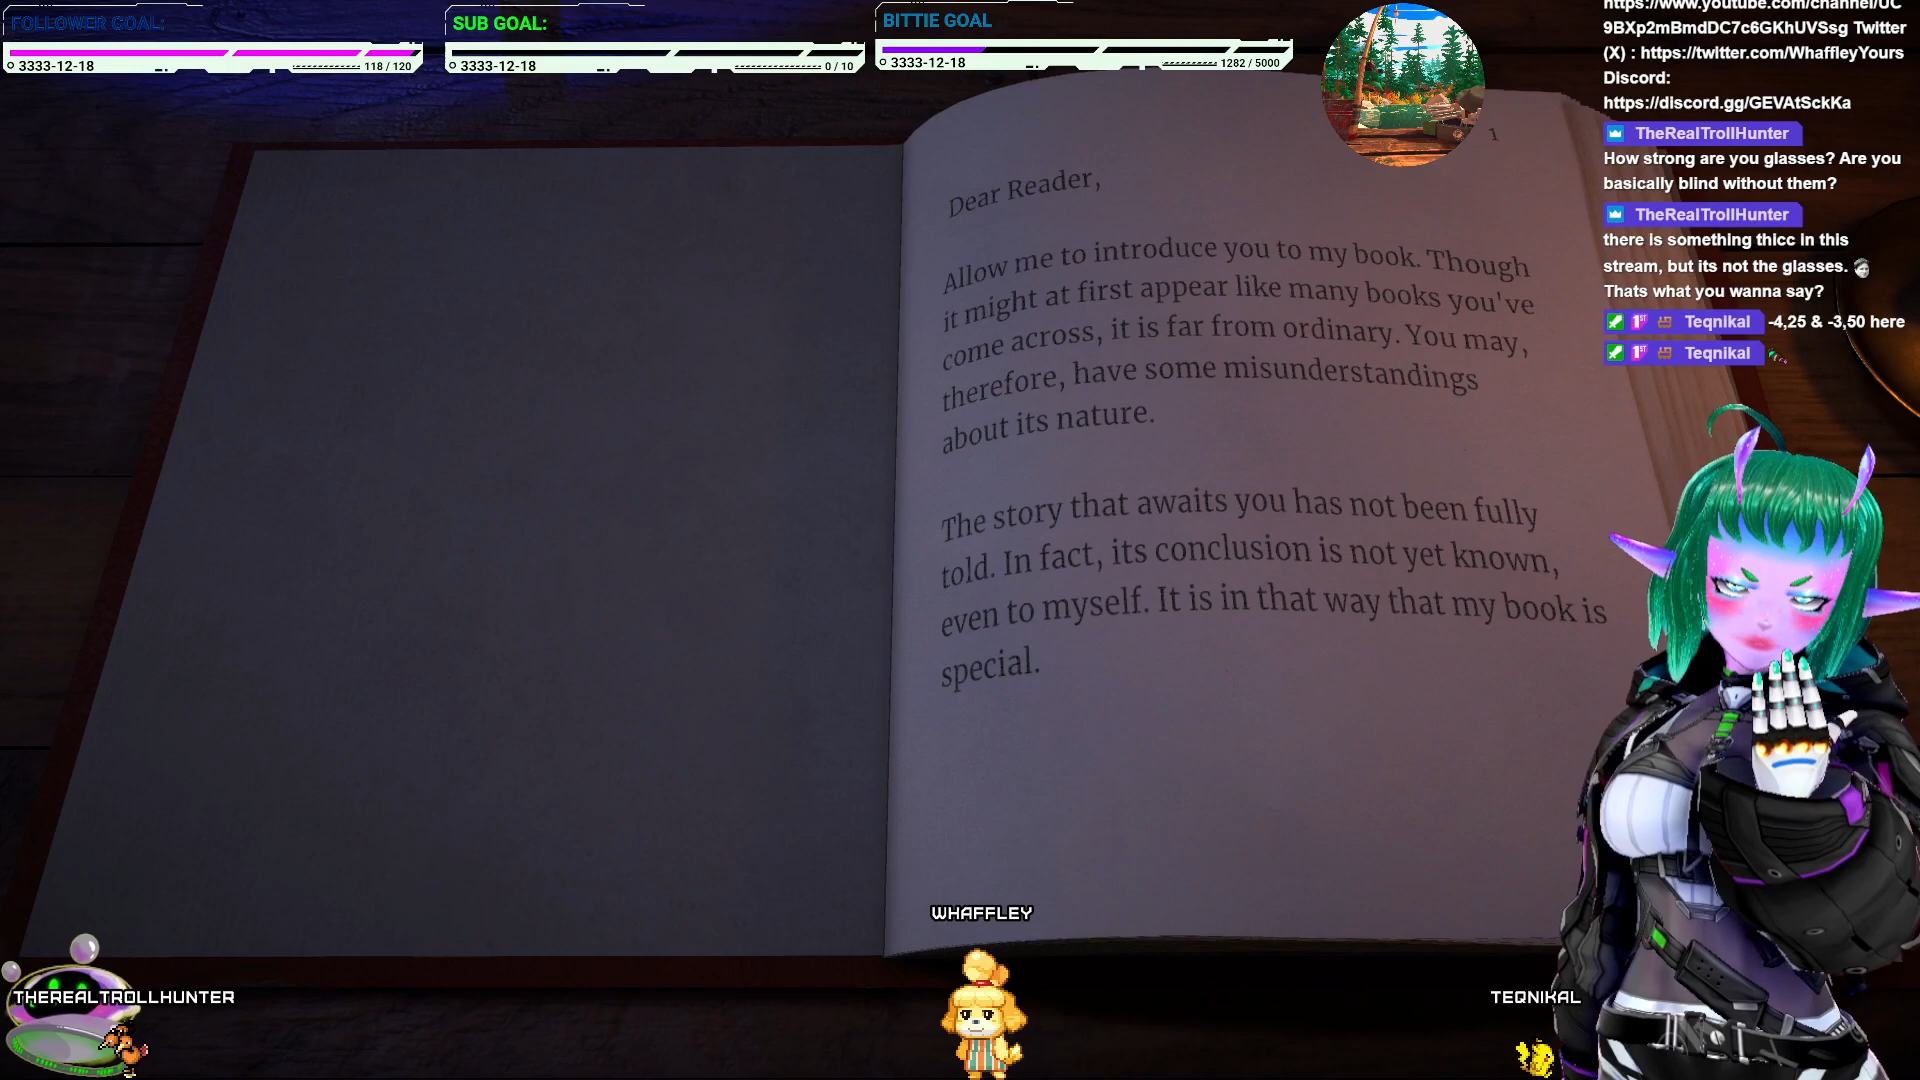 FOLLOWER GOAL:
3333-12-18
118 / 120
SUB GOAL:
3333-12-18
0 / 10
BITTIE GOAL
3333-12-18
1282 / 5000
1
Dear Reader,
Allow me to introduce you to my book. Though
it might at first appear like many books you've
come across, it is far from ordinary. You may,
therefore, have some misunderstandings
about its nature.
The story that awaits you has not been fully
told. In fact, its conclusion is not yet known,
even to myself. It is in that way that my book is
special.
https://www.youtube.com/channel/UC
9BXp2mBmdDC7c6GKhUVSsg Twitter
(X) : https://twitter.com/WhaffleyYours
Discord:
https://discord.gg/GEVAtSckKa
TheRealTrollHunter
How strong are you glasses? Are you
basically blind without them?
TheRealTrollHunter
there is something thicc in this
stream, but its not the glasses.
Thats what you wanna say?
1ST Teqnikal -4,25 & -3,50 here
1ST Teqnikal
WHAFFLEY
THEREALTROLLHUNTER
TEQNIKAL